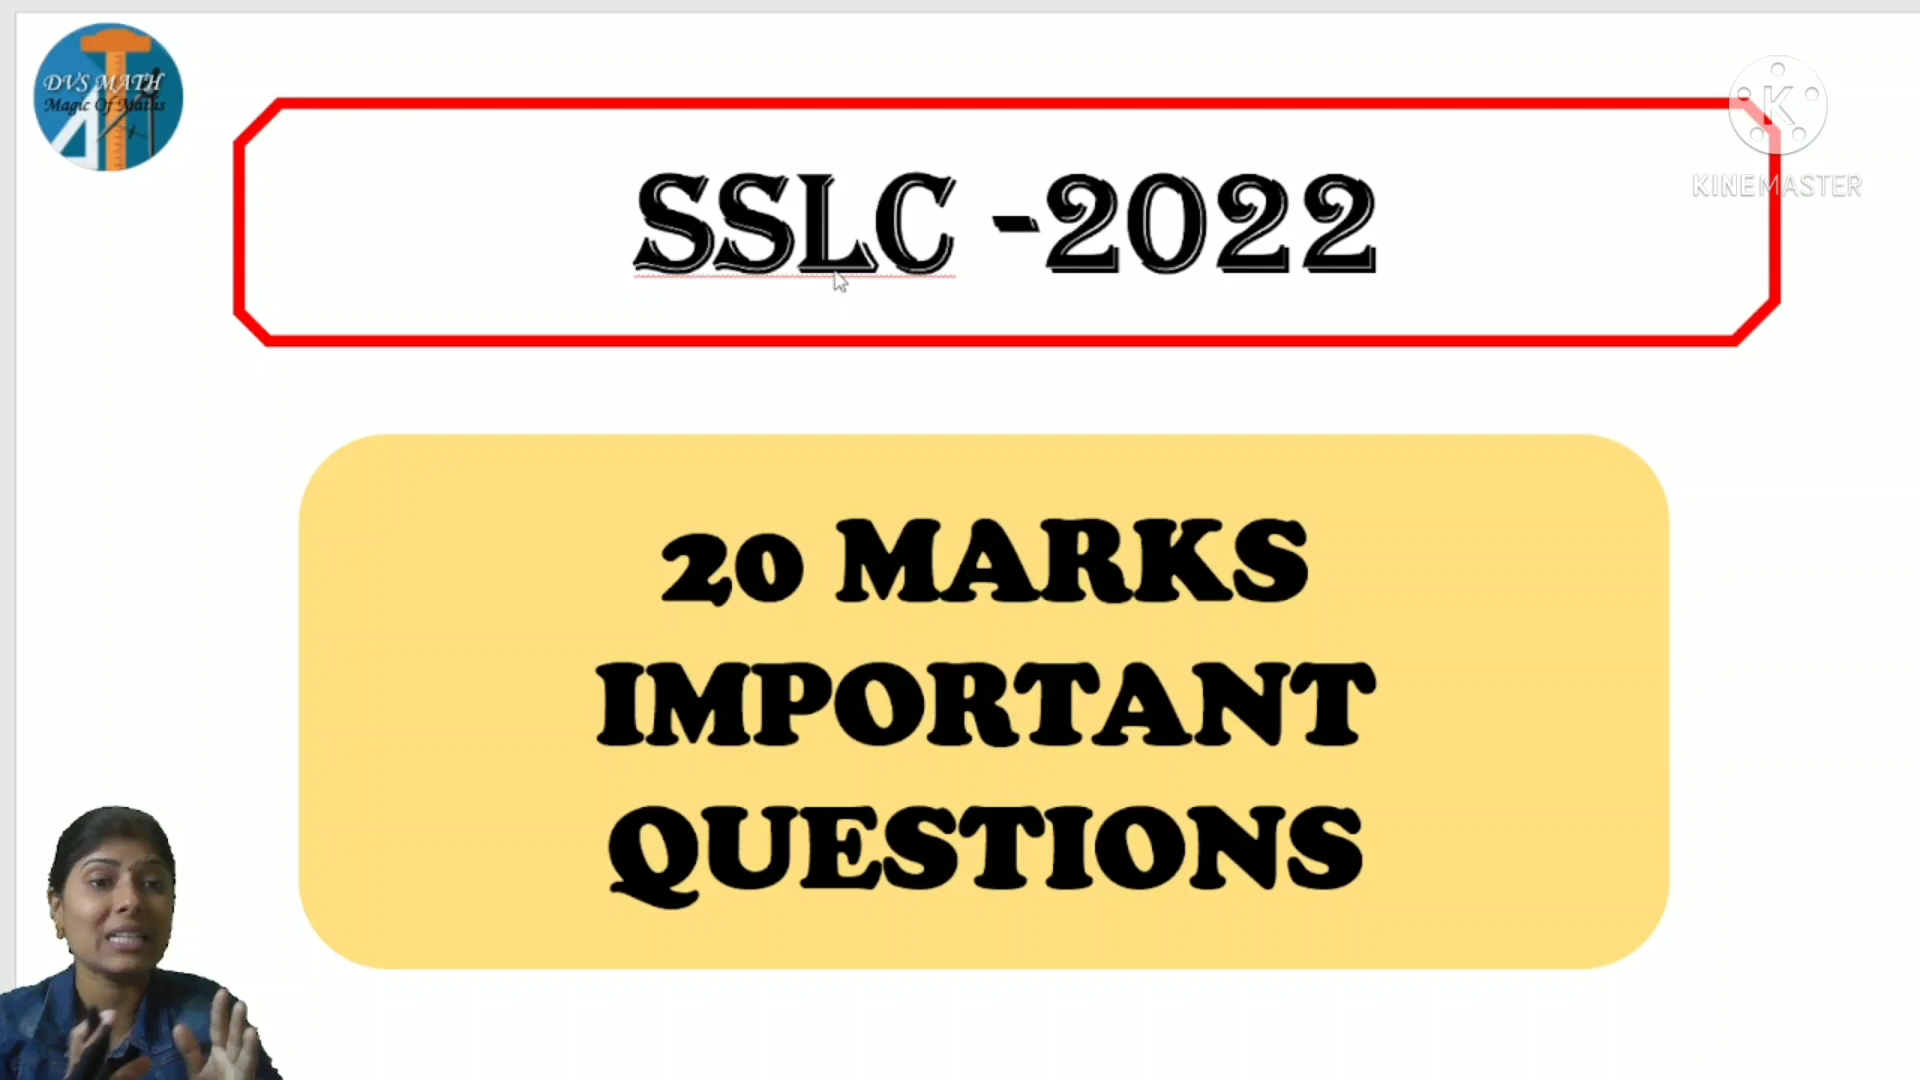 DVS MATH
Magic Of Maths
KINEMASTER
SSLC -2022
20 MARKS
IMPORTANT
QUESTIONS